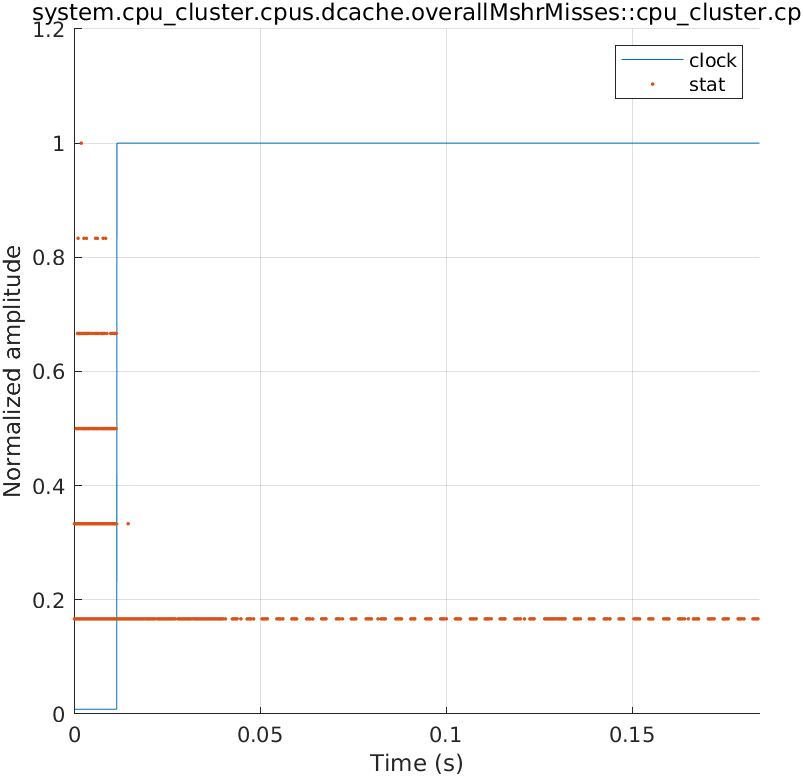 system.cpu_cluster.cpus.dcache.overallMshrMisses::cpu_cluster.cp
1.2
1
0.8
0.6
0.4
0.2
0
Normalized amplitude
clock
stat
0
0.05
0.1
0.15
Time (s)